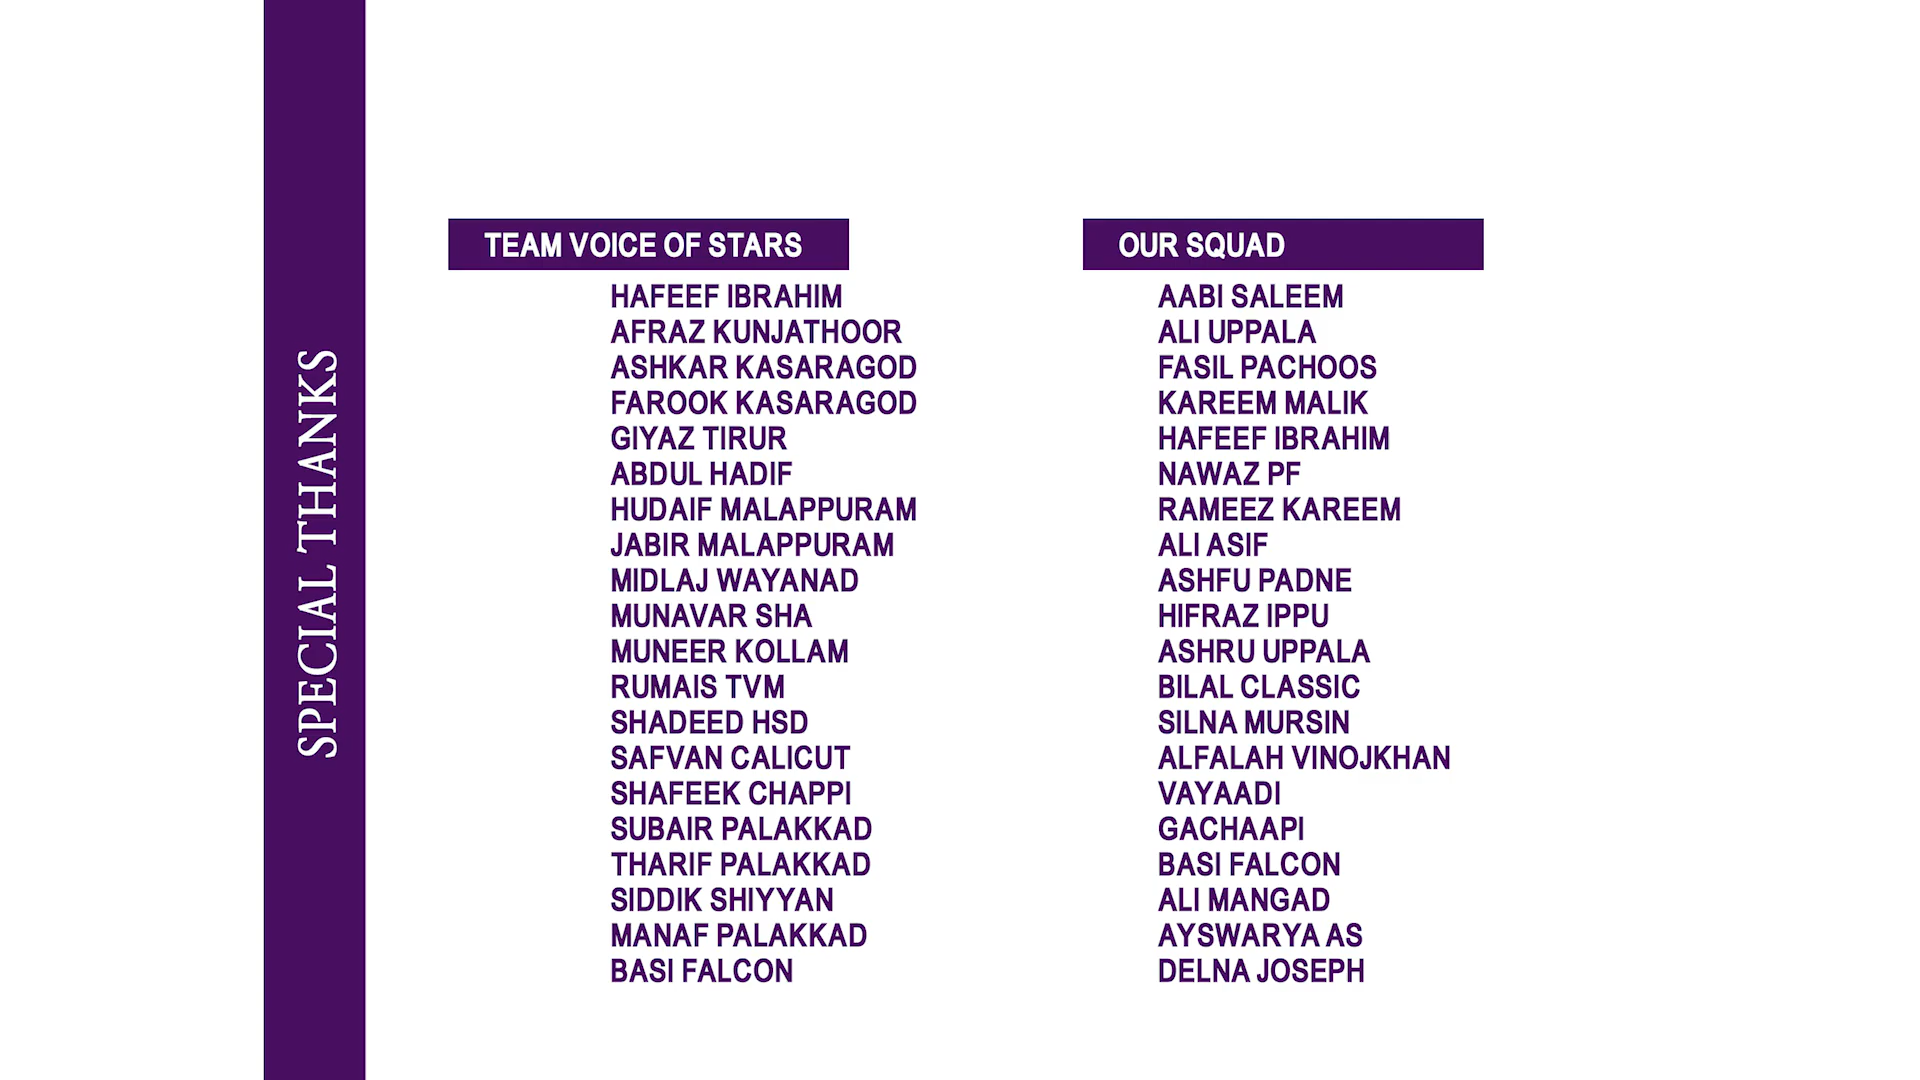 SPECIAL THANKS
TEAM VOICE OF STARS
HAFEEF IBRAHIM
AFRAZ KUNJATHOOR
ASHKAR KASARAGOD
FAROOK KASARAGOD
GIYAZ TIRUR
ABDUL HADIF
HUDAIF MALAPPURAM
JABIR MALAPPURAM
MIDLAJ WAYANAD
MUNAVAR SHA
MUNEER KOLLAM
RUMAIS TVM
SHADEED HSD
SAFVAN CALICUT
SHAFEEK CHAPPI
SUBAIR PALAKKAD
THARIF PALAKKAD
SIDDIK SHIYYAN
MANAF PALAKKAD
BASI FALCON
OUR SQUAD
AABI SALEEM
ALI UPPALA
FASIL PACHOOS
KAREEM MALIK
HAFEEF IBRAHIM
NAWAZ PF
RAMEEZ KAREEM
ALI ASIF
ASHFU PADNE
HIFRAZ IPPU
ASHRU UPPALA
BILAL CLASSIC
SILNA MURSIN
ALFALAH VINOJKHAN
VAYAADI
GACHAAPI
BASI FALCON
ALI MANGAD
AYSWARYA AS
DELNA JOSEPH